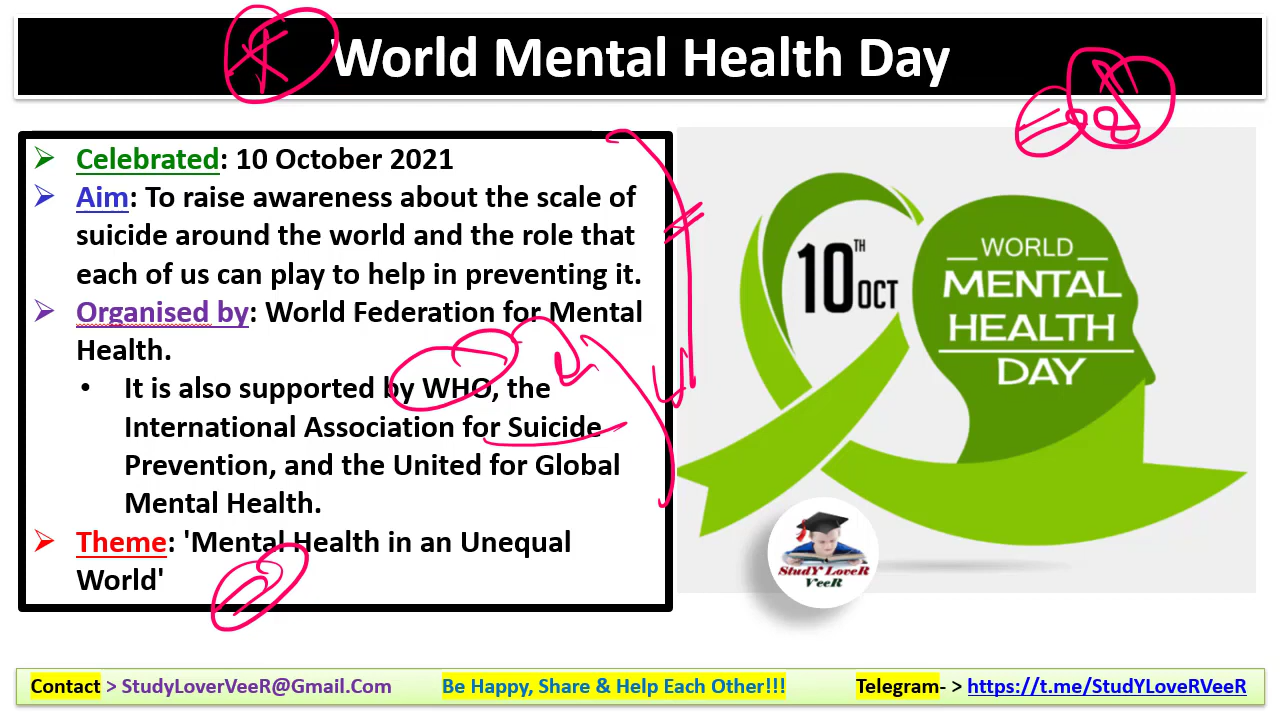 World Mental Health Day
➢ Celebrated: 10 October 2021
➢ Aim: To raise awareness about the scale of
suicide around the world and the role that
each of us can play to help in preventing it.
➢ Organised by: World Federation for Mental
Health.
• It is also supported by WHO, the
International Association for Suicide
Prevention, and the United for Global
Mental Health.
➢ Theme: 'Mental Health in an Unequal
World'
10TH OCT
WORLD
MENTAL
HEALTH
DAY
StudY LoveR
VeeR
Contact > StudyLoverVeeR@Gmail.Com Be Happy, Share & Help Each Other!!! Telegram- > https://t.me/StudYLoveRVeeR